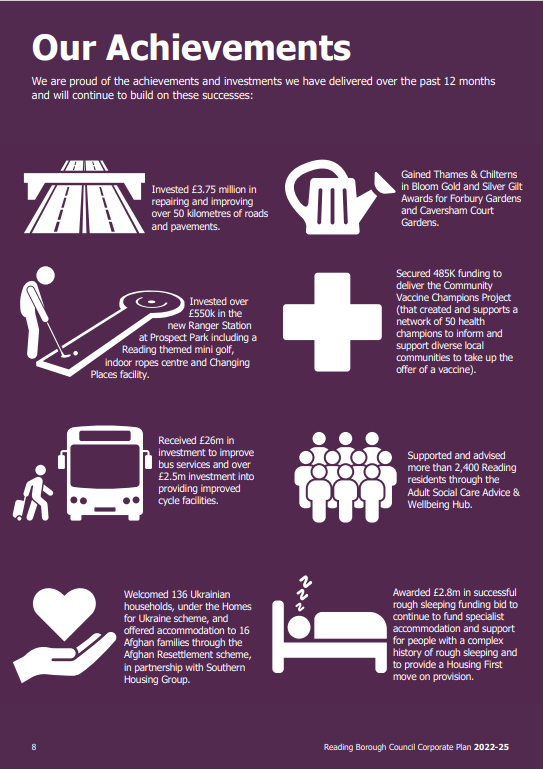 Our Achievements
We are proud of the achievements and investments we have delivered over the past 12 months
and will continue to build on these successes:
Invested £3.75 million in
repairing and improving
over 50 kilometres of roads
and pavements.
Gained Thames & Chilterns
in Bloom Gold and Silver Gilt
Awards for Forbury Gardens
and Caversham Court
Gardens.
Invested over
£550k in the
new Ranger Station
at Prospect Park including a
Reading themed mini golf,
indoor ropes centre and Changing
Places facility.
Secured 485K funding to
deliver the Community
Vaccine Champions Project
(that created and supports a
network of 50 health
champions to inform and
support diverse local
communities to take up the
offer of a vaccine).
Received £26m in
investment to improve
bus services and over
£2.5m investment into
providing improved
cycle facilities.
Supported and advised
more than 2,400 Reading
residents through the
Adult Social Care Advice &
Wellbeing Hub.
Welcomed 136 Ukrainian
households, under the Homes
for Ukraine scheme, and
offered accommodation to 16
Afghan families through the
Afghan Resettlement scheme,
in partnership with Southern
Housing Group.
z
z
z
Awarded £2.8m in successful
rough sleeping funding bid to
continue to fund specialist
accommodation and support
for people with a complex
history of rough sleeping and
to provide a Housing First
move on provision.
8
Reading Borough Council Corporate Plan 2022-25